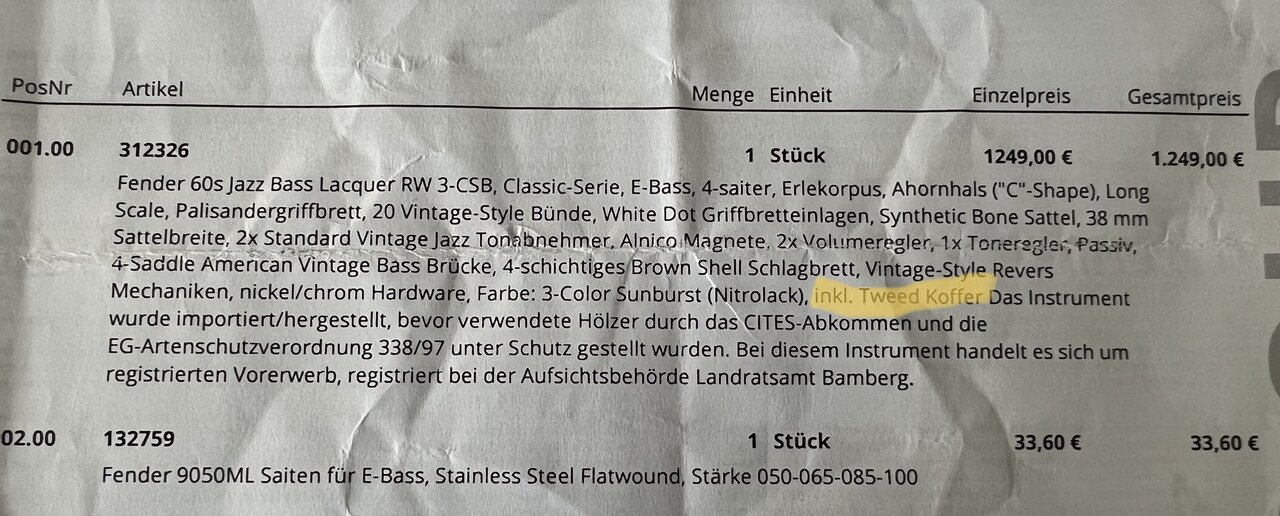 PosNr Artikel Menge Einheit Einzelpreis Gesamtpreis
001.00 312326 1 Stück 1249,00 € 1.249,00 €
Fender 60s Jazz Bass Lacquer RW 3-CSB, Classic-Serie, E-Bass, 4-saiter, Erlekorpus, Ahornhals ("C"-Shape), Long
Scale, Palisandergriffbrett, 20 Vintage-Style Bünde, White Dot Griffbretteinlagen, Synthetic Bone Sattel, 38 mm
Sattelbreite, 2x Standard Vintage Jazz Tonabnehmer, Alnico Magnete, 2x Volumeregler, 1x Toneregler, Passiv,
4-Saddle American Vintage Bass Brücke, 4-schichtiges Brown Shell Schlagbrett, Vintage-Style Revers
Mechaniken, nickel/chrom Hardware, Farbe: 3-Color Sunburst (Nitrolack), inkl. Tweed Koffer Das Instrument
wurde importiert/hergestellt, bevor verwendete Hölzer durch das CITES-Abkommen und die
EG-Artenschutzverordnung 338/97 unter Schutz gestellt wurden. Bei diesem Instrument handelt es sich um
registrierten Vorerwerb, registriert bei der Aufsichtsbehörde Landratsamt Bamberg.
02.00 132759 1 Stück 33,60 € 33,60 €
Fender 9050ML Saiten für E-Bass, Stainless Steel Flatwound, Stärke 050-065-085-100